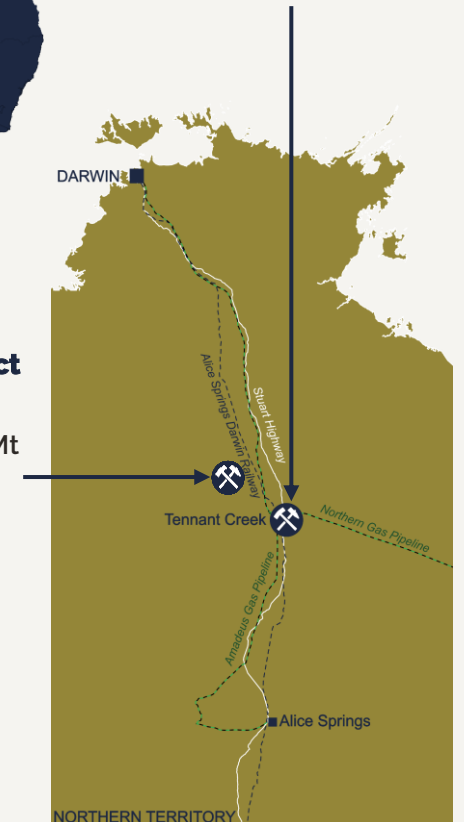 DARWIN
ct
Mt
Alice Springs Darwin Railway
Stuart Highway
Tennant Creek
Northern Gas Pipeline
Amadeus Gas Pipeline
Alice Springs
NORTHERN TERRITORY